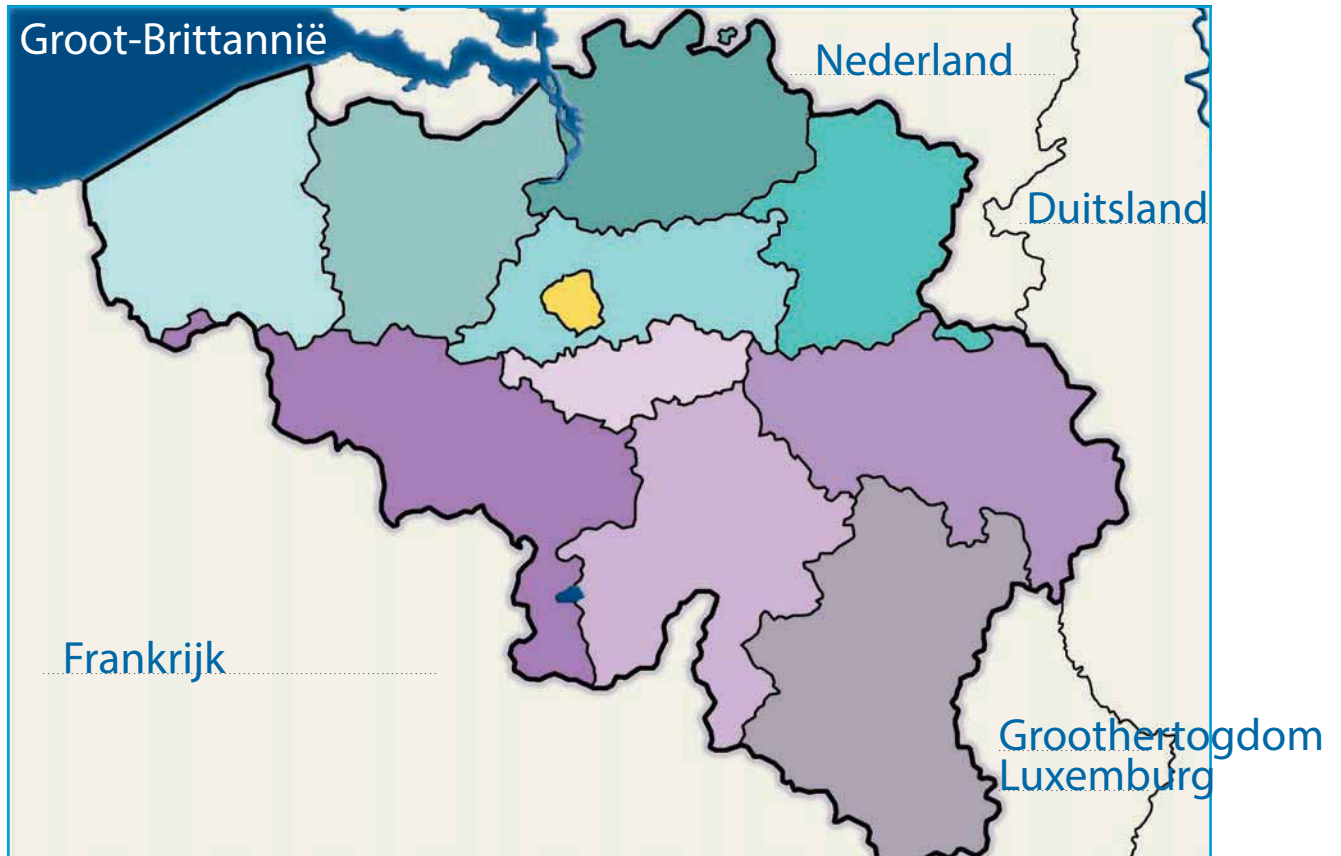 Groot-Brittannië
Nederland
Duitsland
Frankrijk
Groothertogdom
Luxemburg